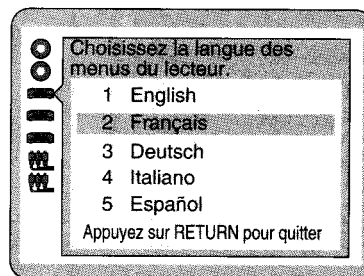 Choisissez la langue des
menus du lecteur.
1 English
2 Français
3 Deutsch
4 Italiano
5 Español
Appuyez sur RETURN pour quitter